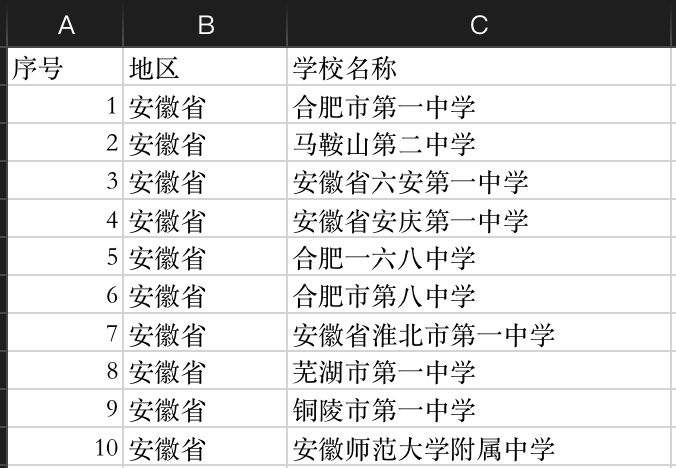 A B C
序号 地区 学校名称
1 安徽省 合肥市第一中学
2 安徽省 马鞍山第二中学
3 安徽省 安徽省六安第一中学
4 安徽省 安徽省安庆第一中学
5 安徽省 合肥一六八中学
6 安徽省 合肥市第八中学
7 安徽省 安徽省淮北市第一中学
8 安徽省 芜湖市第一中学
9 安徽省 铜陵市第一中学
10 安徽省 安徽师范大学附属中学